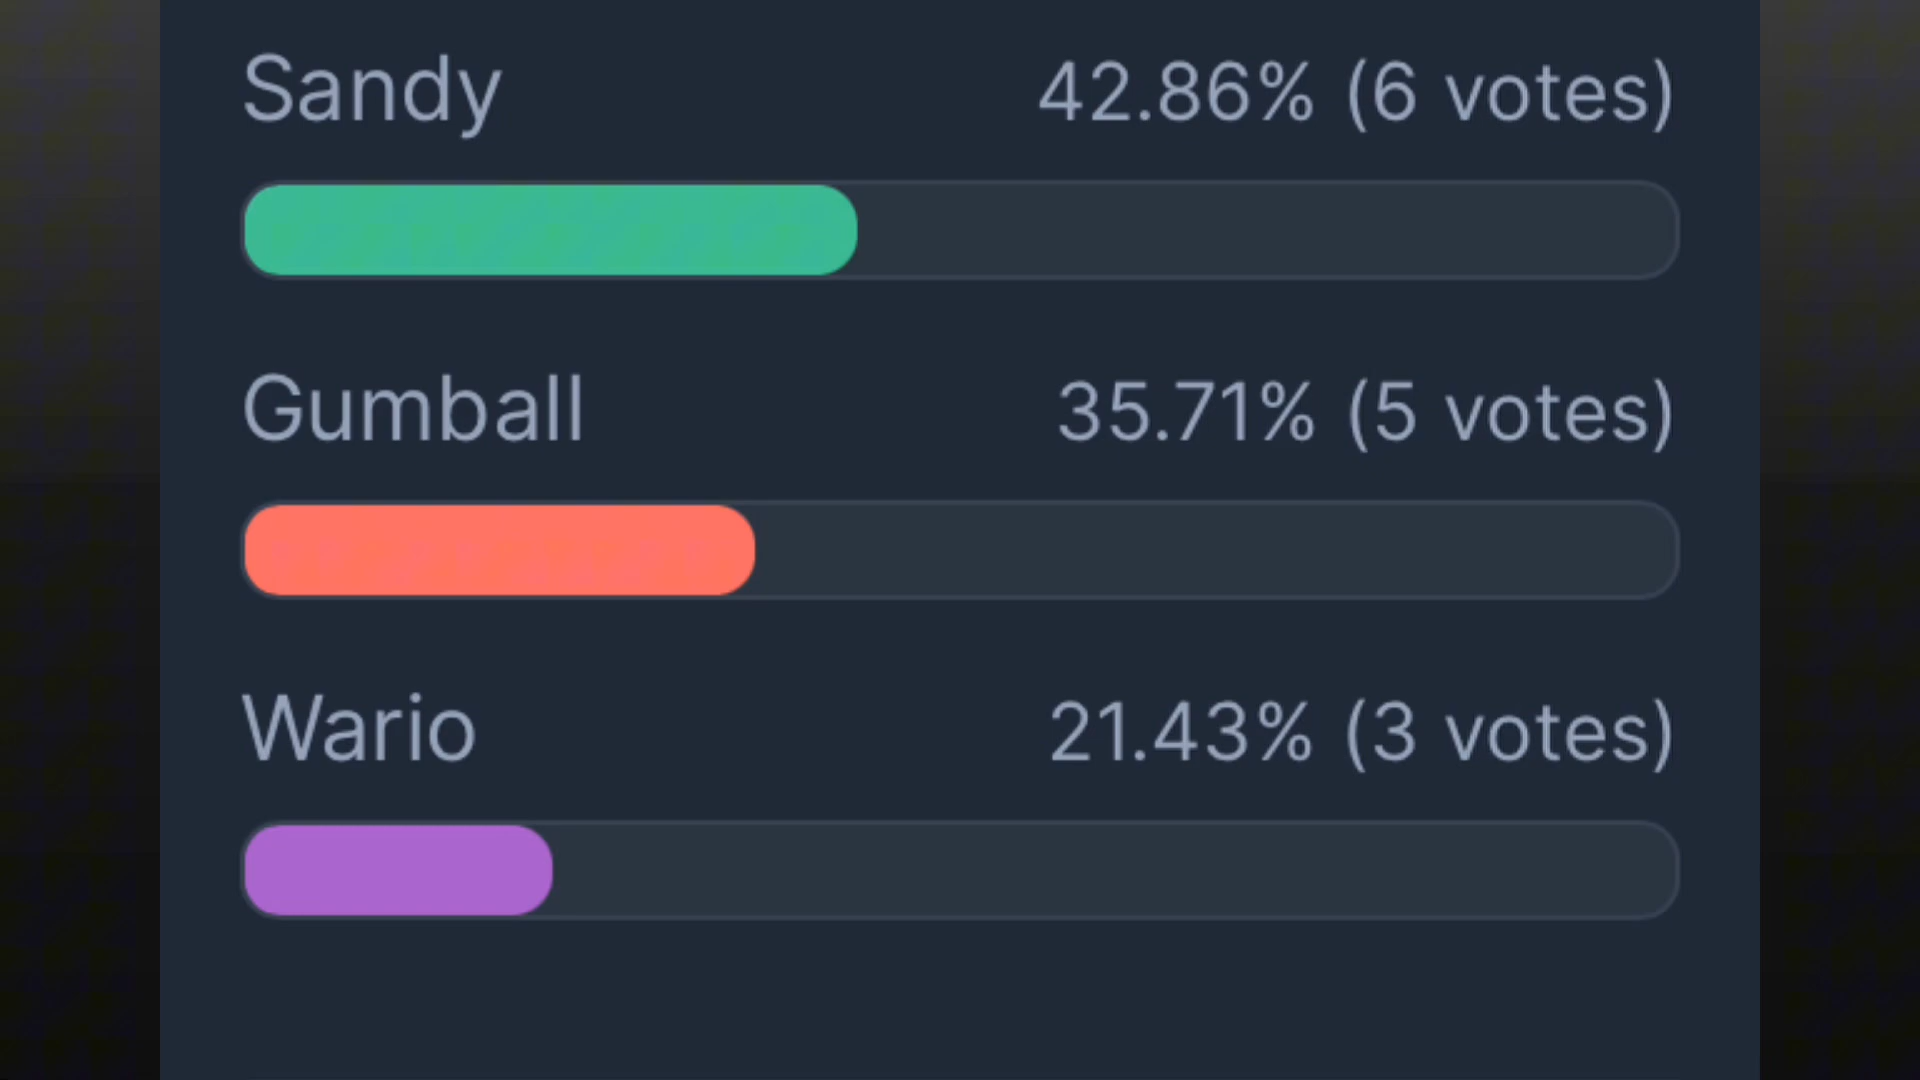 Sandy 42.86% (6 votes)
Gumball 35.71% (5 votes)
Wario 21.43% (3 votes)